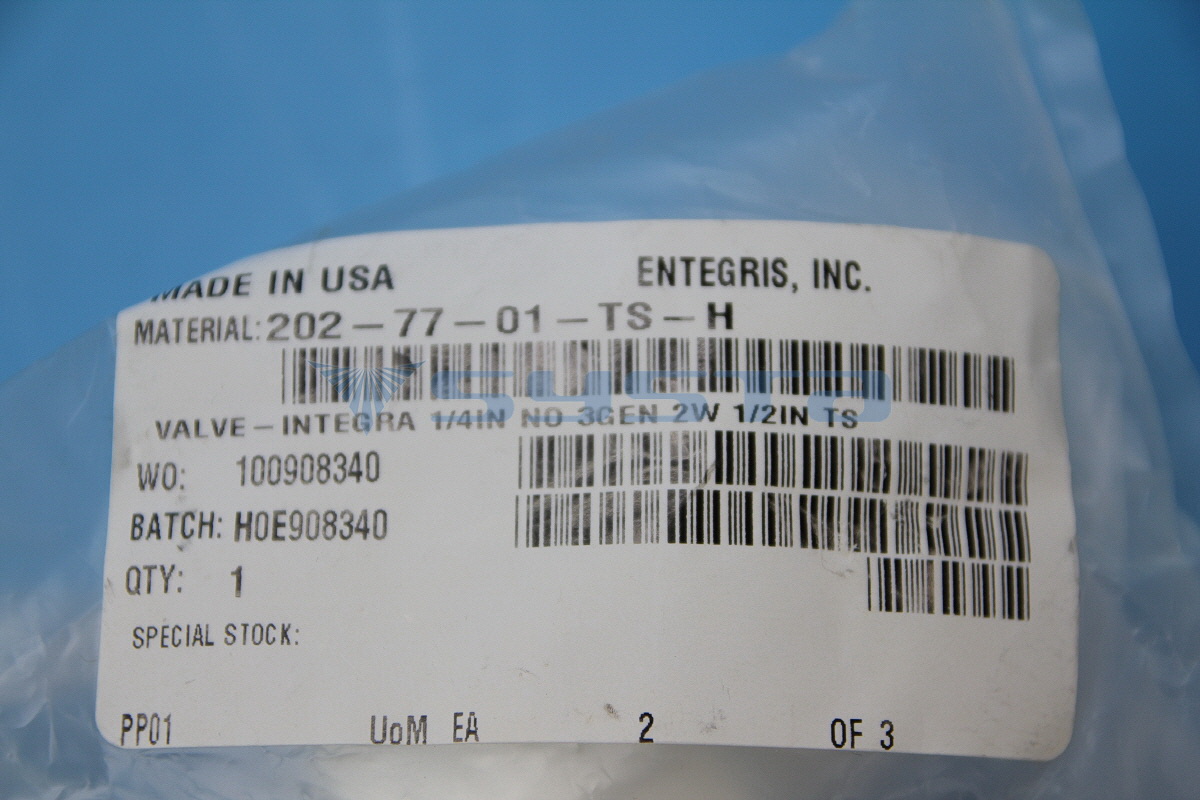 MADE IN USA ENTEGRIS, INC.
MATERIAL: 202-77-01-TS-H
SYSTA
VALVE-INTEGRA 1/4IN NO 3GEN 2W 1/2IN TS
WO: 100908340
BATCH: H0E908340
QTY: 1
SPECIAL STOCK:
PP01 UoM EA 2 OF 3